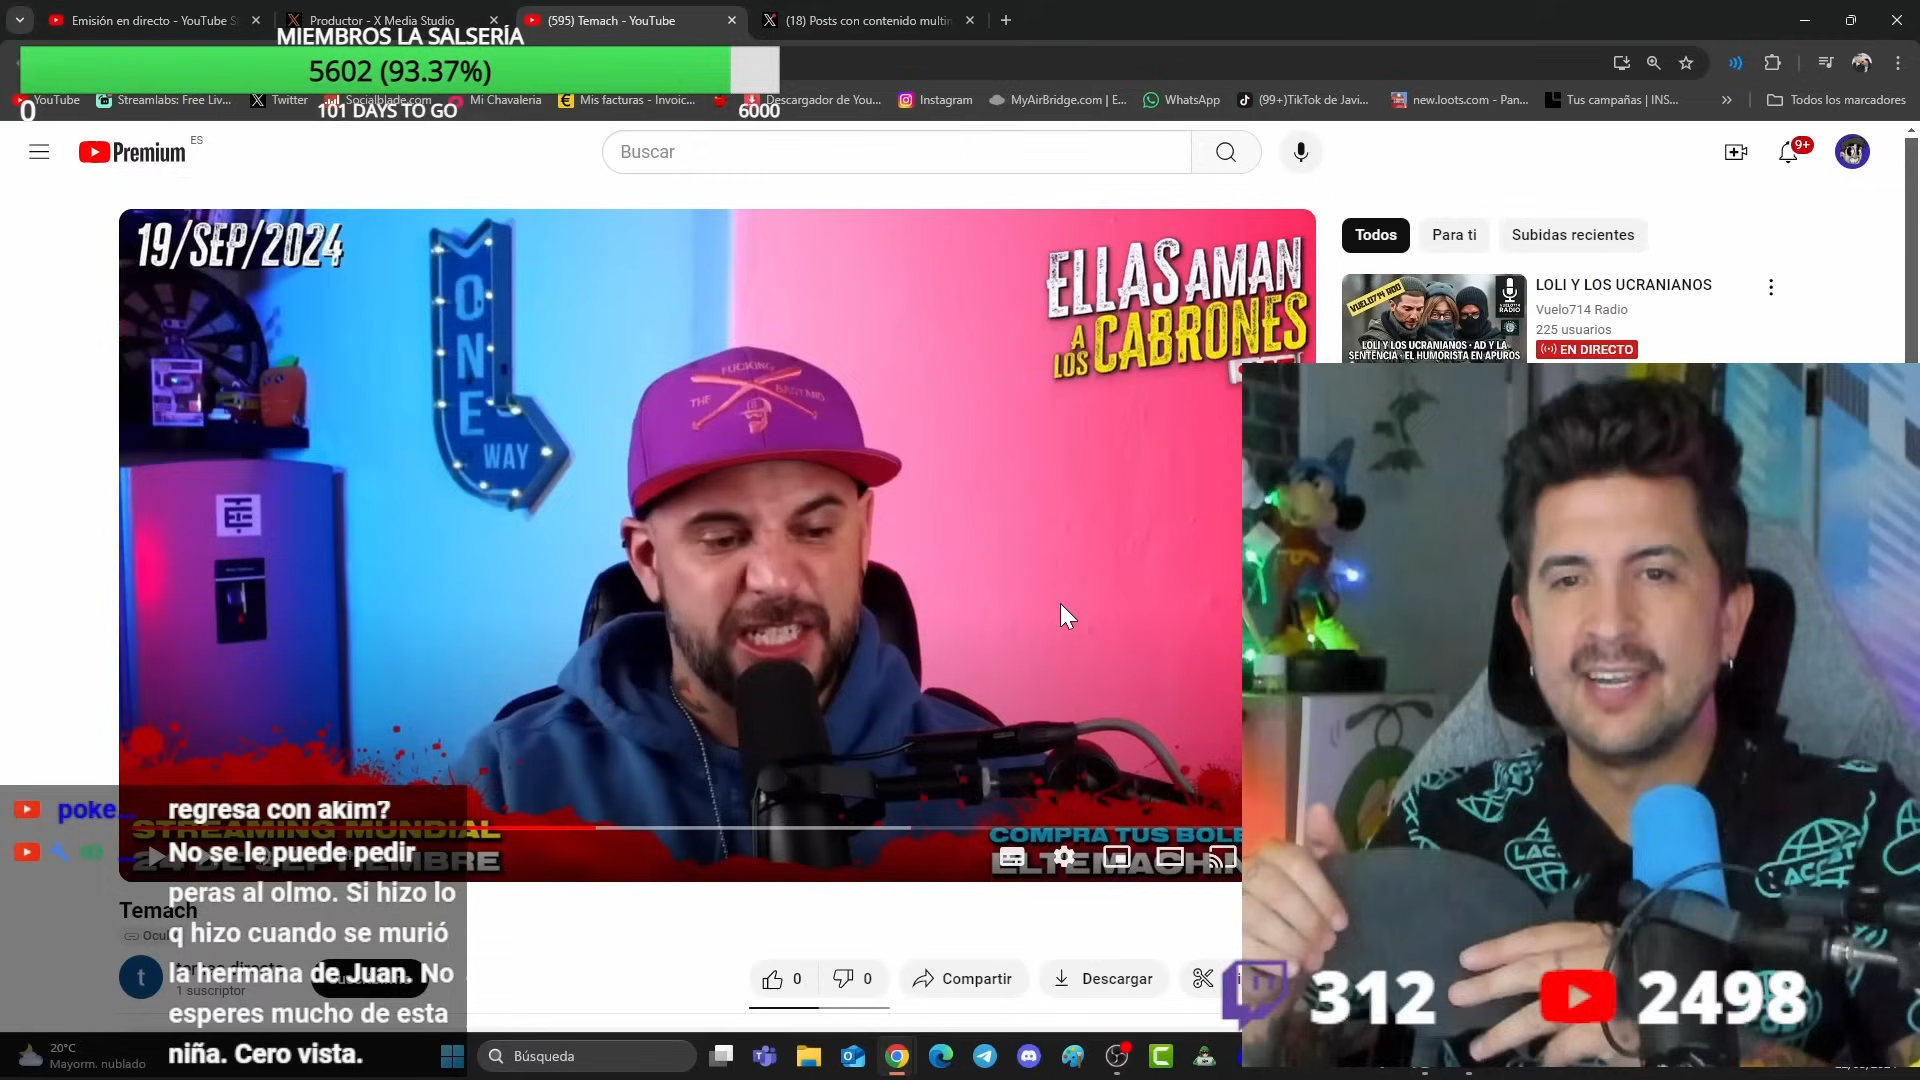 Emisión en directo - YouTube S
Productor - X Media Studio
(595) Temach - YouTube
(18) Posts con contenido multin
MIEMBROS LA SALSERÍA
5602 (93.37%)
0
101 DAYS TO GO
6000
YouTube
Streamlabs: Free Liv...
Twitter
Socialblade.com
Mi Chavaleria
Mis facturas - Invoic...
Descargador de You...
Instagram
MyAirBridge.com | E...
WhatsApp
(99+)TikTok de Javi...
new.loots.com - Pan...
Tus campañas | INS...
Todos los marcadores
Premium
ES
Buscar
9+
19/SEP/2024
ONE
WAY
ELLAS AMAN
A
LOS CABRONES
FUCKING
THE BASTARD
Todos
Para ti
Subidas recientes
VUELO714 RADIO
LOLI Y LOS UCRANIANOS · AD Y LA
SENTENCIA · EL HUMORISTA EN APUROS
LOLI Y LOS UCRANIANOS
Vuelo714 Radio
225 usuarios
EN DIRECTO
STREAMING MUNDIAL
COMPRA TUS BOLE
ELTEMACHIN
poke...
regresa con akim?
No se le puede pedir
peras al olmo. Si hizo lo
q hizo cuando se murió
la hermana de Juan. No
esperes mucho de esta
niña. Cero vista.
Temach
t
1 suscriptor
0
0
Compartir
Descargar
312
2498
20°C
Mayorm. nublado
Búsqueda